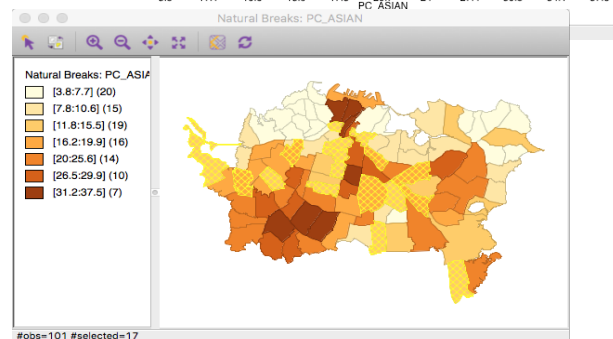 PC_ASIAN
Natural Breaks: PC_ASIAN
Natural Breaks: PC_ASIA
[3.8:7.7] (20)
[7.8:10.6] (15)
[11.8:15.5] (19)
[16.2:19.9] (16)
[20:25.6] (14)
[26.5:29.9] (10)
[31.2:37.5] (7)
#obs=101 #selected=17